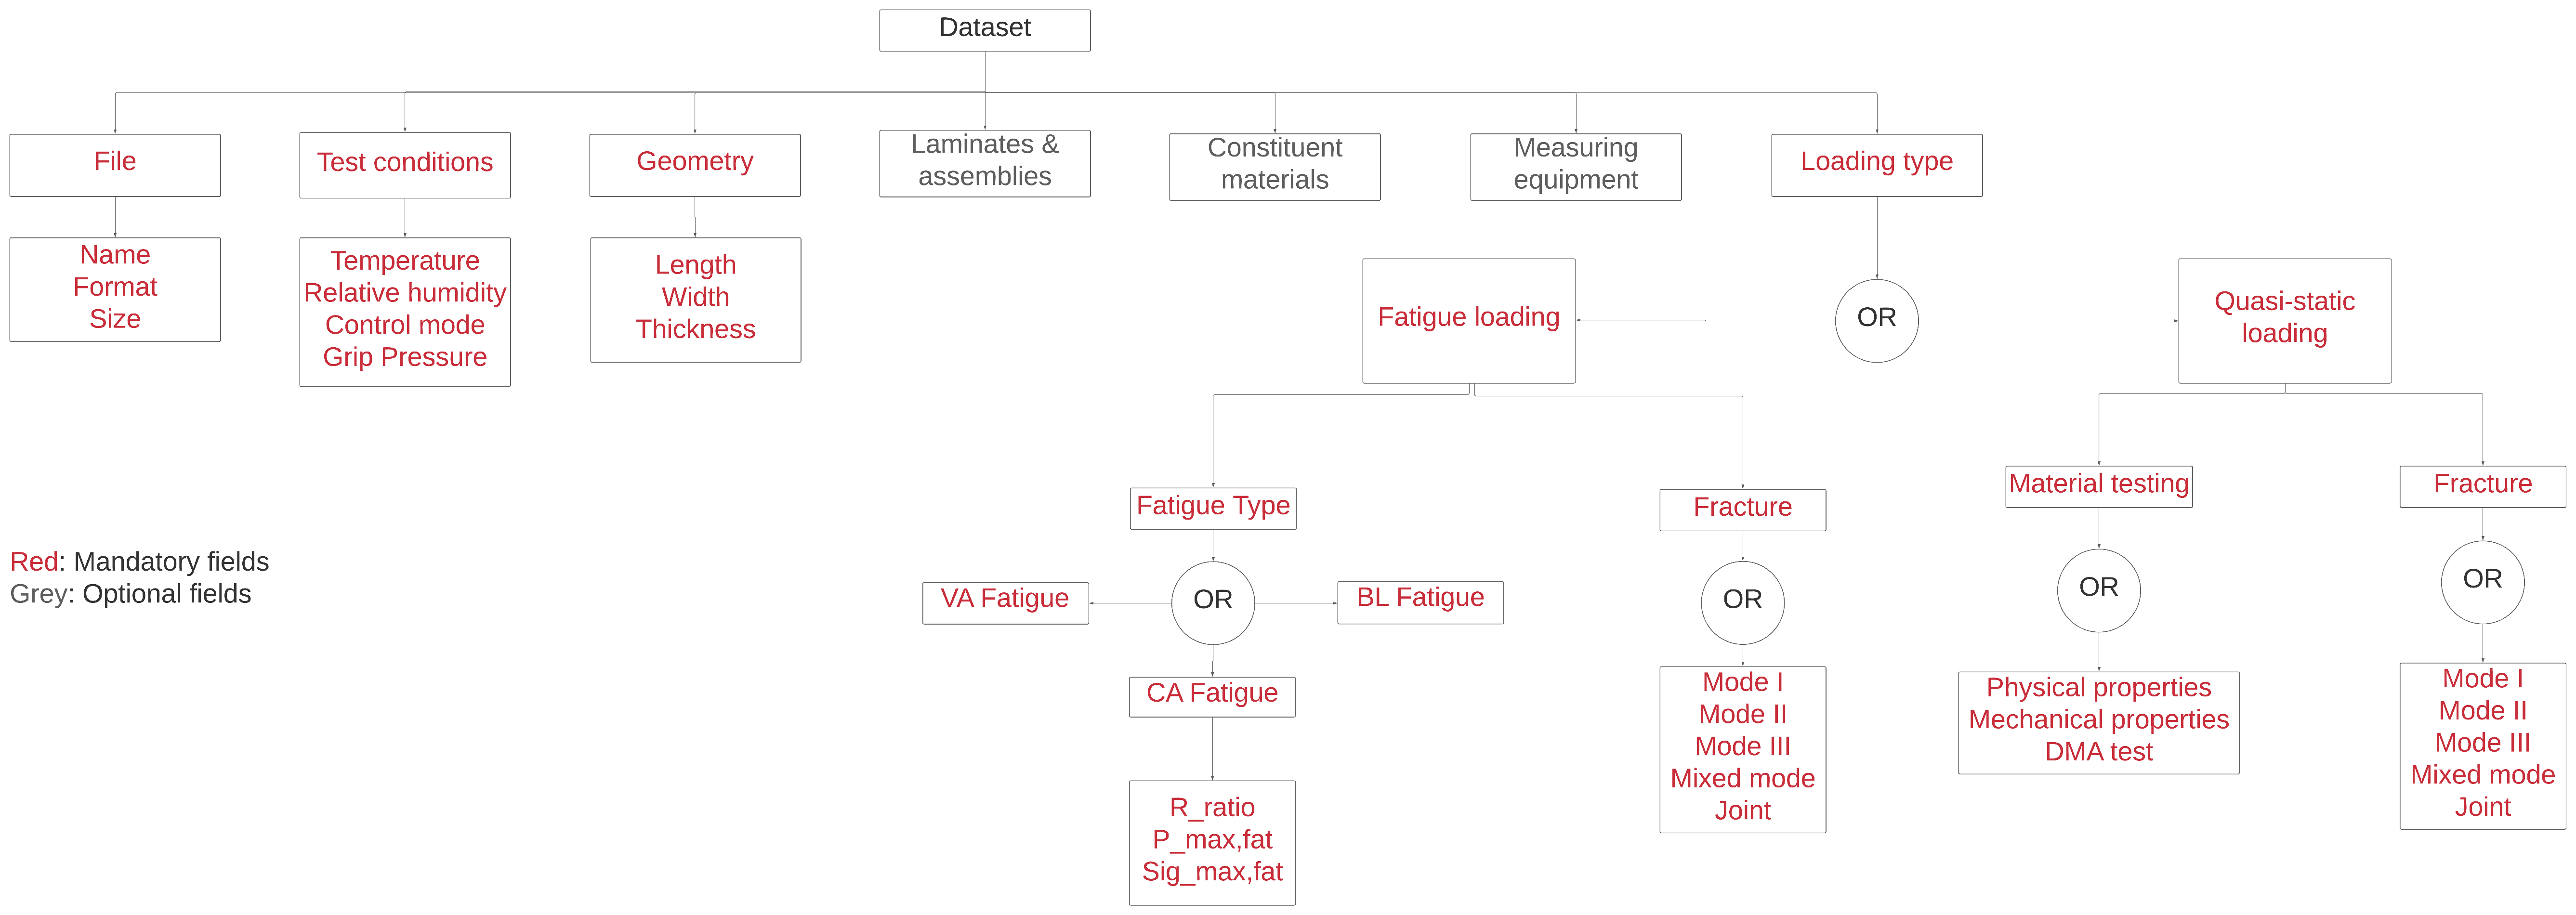 Dataset
File
Test conditions
Geometry
Laminates &
assemblies
Constituent
materials
Measuring
equipment
Loading type
Name
Format
Size
Temperature
Relative humidity
Control mode
Grip Pressure
Length
Width
Thickness
Fatigue loading
OR
Quasi-static
loading
Fatigue Type
Fracture
Material testing
Fracture
Red: Mandatory fields
Grey: Optional fields
VA Fatigue
OR
BL Fatigue
OR
OR
OR
CA Fatigue
R_ratio
P_max,fat
Sig_max,fat
Mode I
Mode II
Mode III
Mixed mode
Joint
Physical properties
Mechanical properties
DMA test
Mode I
Mode II
Mode III
Mixed mode
Joint